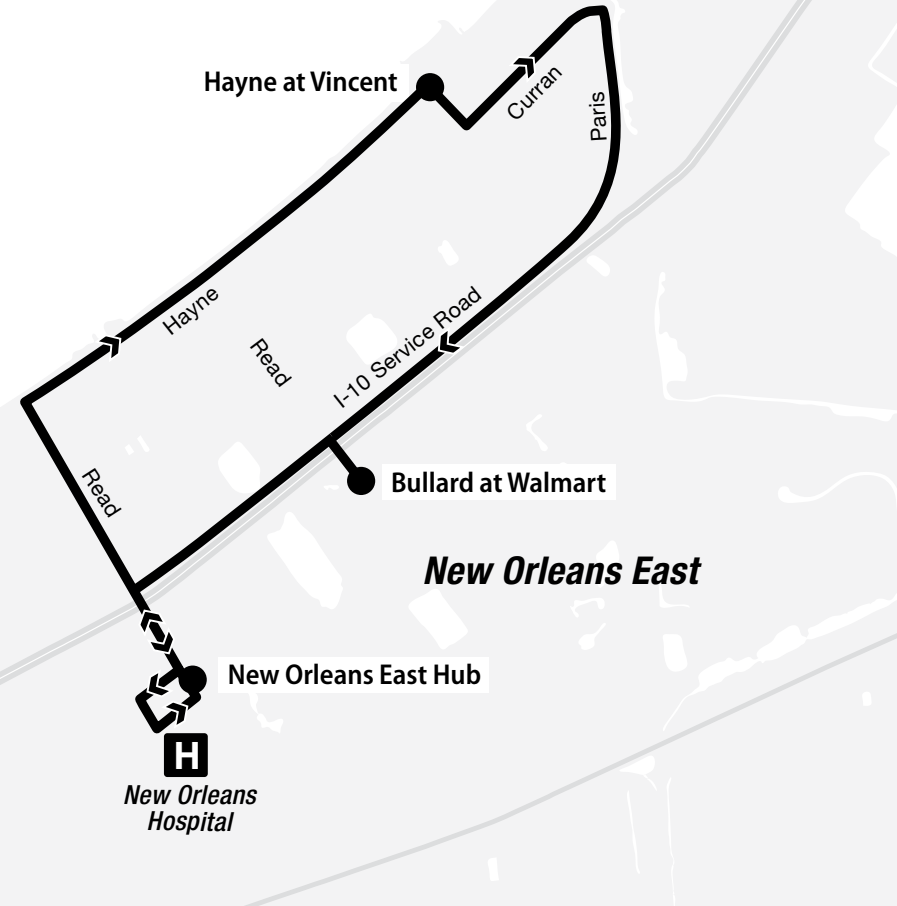 Hayne at Vincent
Curran
Paris
Hayne
Read
I-10 Service Road
Read
Bullard at Walmart
New Orleans East
New Orleans East Hub
H
New Orleans
Hospital